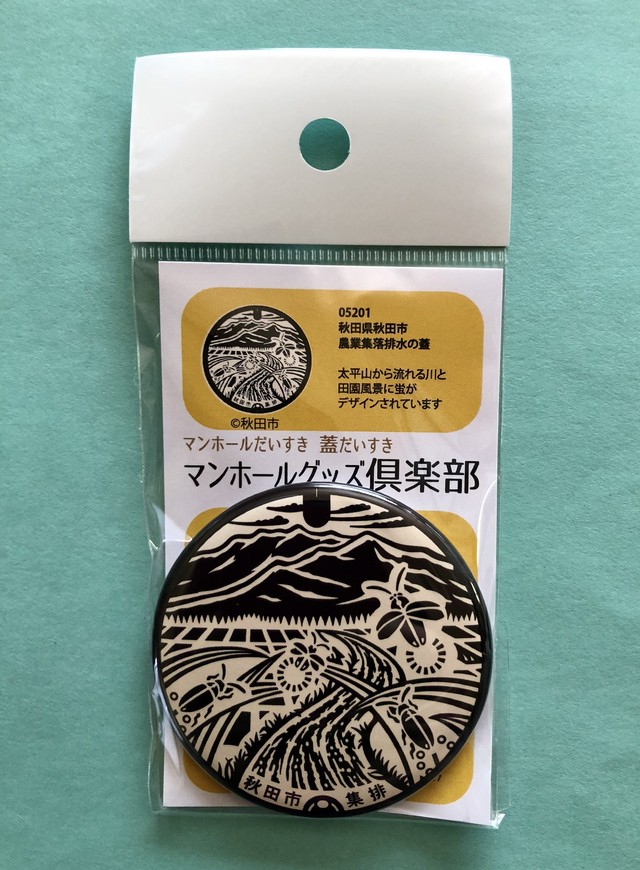 05201
秋田県秋田市
農業集落排水の蓋
太平山から流れる川と
田園風景に蛍が
デザインされています
©秋田市
マンホールだいすき 蓋だいすき
マンホールグッズ倶楽部
秋田市 集排